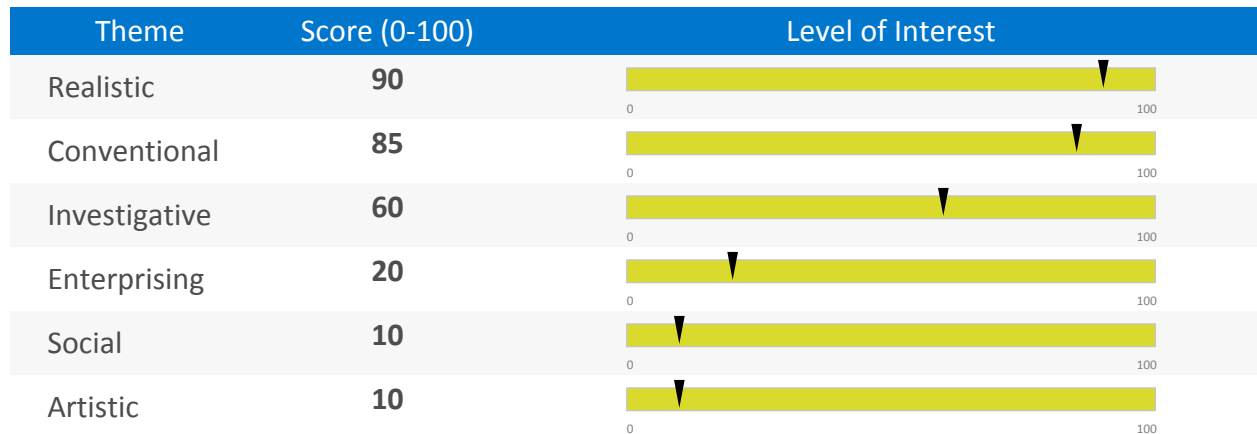 Theme Score (0-100) Level of Interest
Realistic 90
0 100
Conventional 85
0 100
Investigative 60
0 100
Enterprising 20
0 100
Social 10
0 100
Artistic 10
0 100